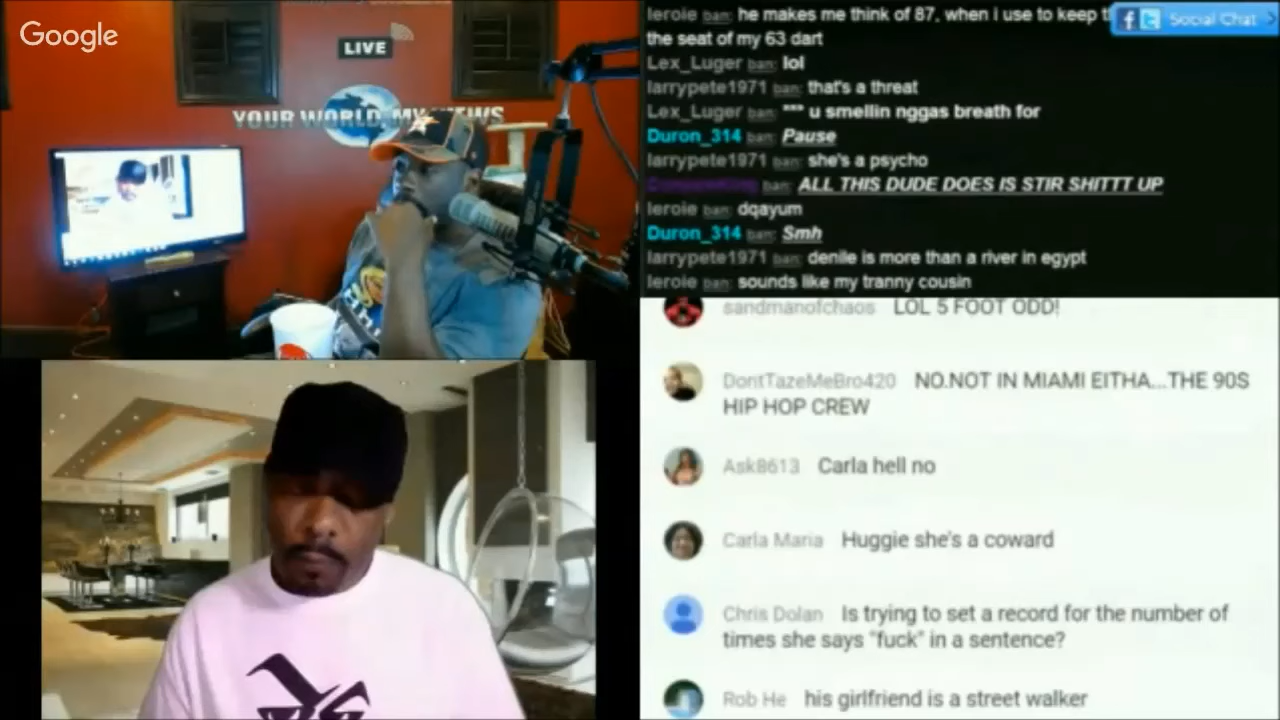 Google
LIVE
YOUR WORLD MY VIEWS
leroie ban: he makes me think of 87, when i use to keep
the seat of my 63 dart
Social Chat
Lex_Luger ban: lol
larrypete1971 ban: that's a threat
Lex_Luger ban: *** u smellin nggas breath for
Duron_314 ban: Pause
larrypete1971 ban: she's a psycho
ban: ALL THIS DUDE DOES IS STIR SHITTT UP
leroie ban: dqayum
Duron_314 ban: Smh
larrypete1971 ban: denile is more than a river in egypt
leroie ban: sounds like my tranny cousin
sandmanofchaos LOL 5 FOOT ODD!
DontTazeMeBro420 NO.NOT IN MIAMI EITHA...THE 90S
HIP HOP CREW
Ask8613 Carla hell no
Carla Maria Huggie she's a coward
Chris Dolan Is trying to set a record for the number of
times she says "fuck" in a sentence?
Rob He his girlfriend is a street walker